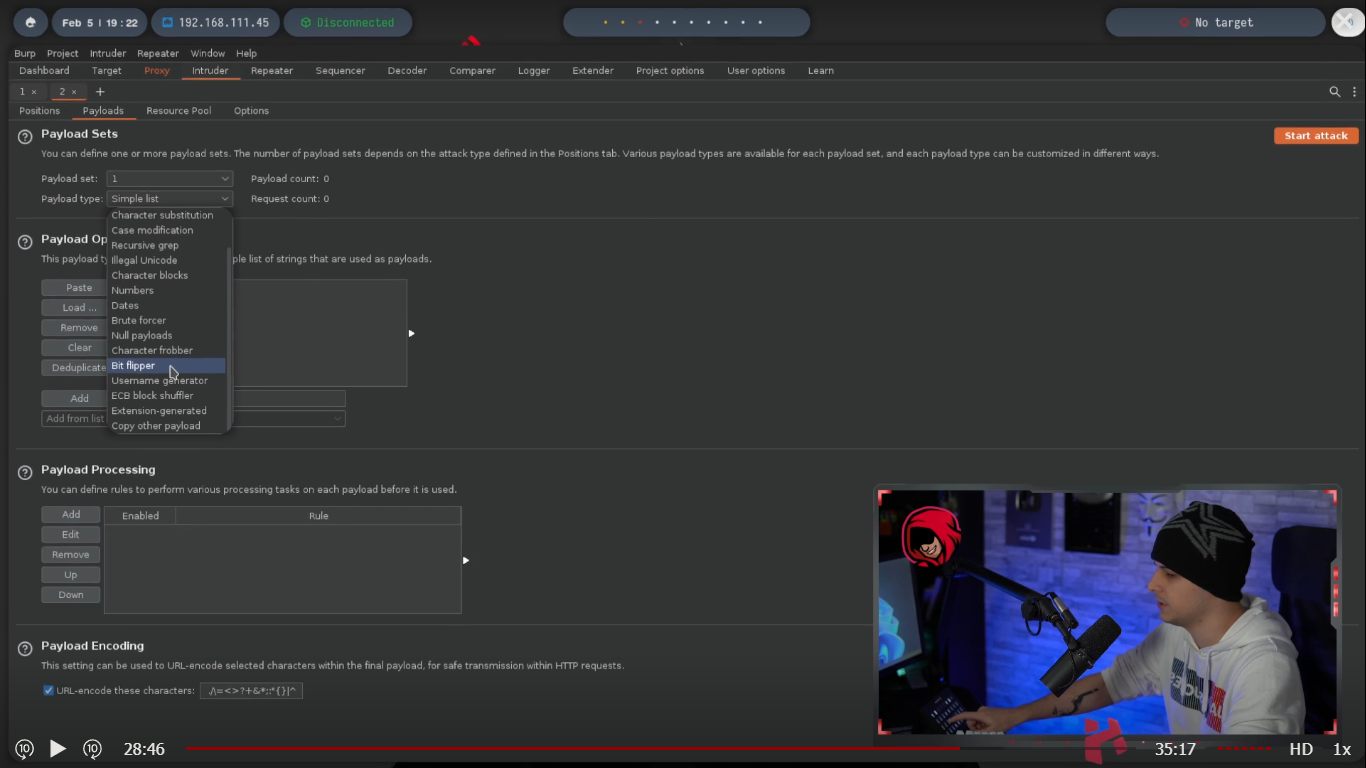 Feb 5 | 19:22 192.168.111.45 Disconnected No target
Burp Project Intruder Repeater Window Help
Dashboard Target Proxy Intruder Repeater Sequencer Decoder Comparer Logger Extender Project options User options Learn
1 × 2 × +
Positions Payloads Resource Pool Options
Payload Sets
Start attack
You can define one or more payload sets. The number of payload sets depends on the attack type defined in the Positions tab. Various payload types are available for each payload set, and each payload type can be customized in different ways.
Payload set: 1 Payload count: 0
Payload type: Simple list Request count: 0
Character substitution
Case modification
Payload Op
Recursive grep
This payload ty ple list of strings that are used as payloads.
Illegal Unicode
Character blocks
Paste
Numbers
Load ...
Dates
Remove
Brute forcer
Null payloads
Clear
Character frobber
Deduplicate
Bit flipper
Username generator
Add
ECB block shuffler
Add from list
Extension-generated
Copy other payload
Payload Processing
You can define rules to perform various processing tasks on each payload before it is used.
Add Enabled Rule
Edit
Remove
Up
Down
Payload Encoding
This setting can be used to URL-encode selected characters within the final payload, for safe transmission within HTTP requests.
URL-encode these characters:
10 10 28:46 35:17 HD 1x